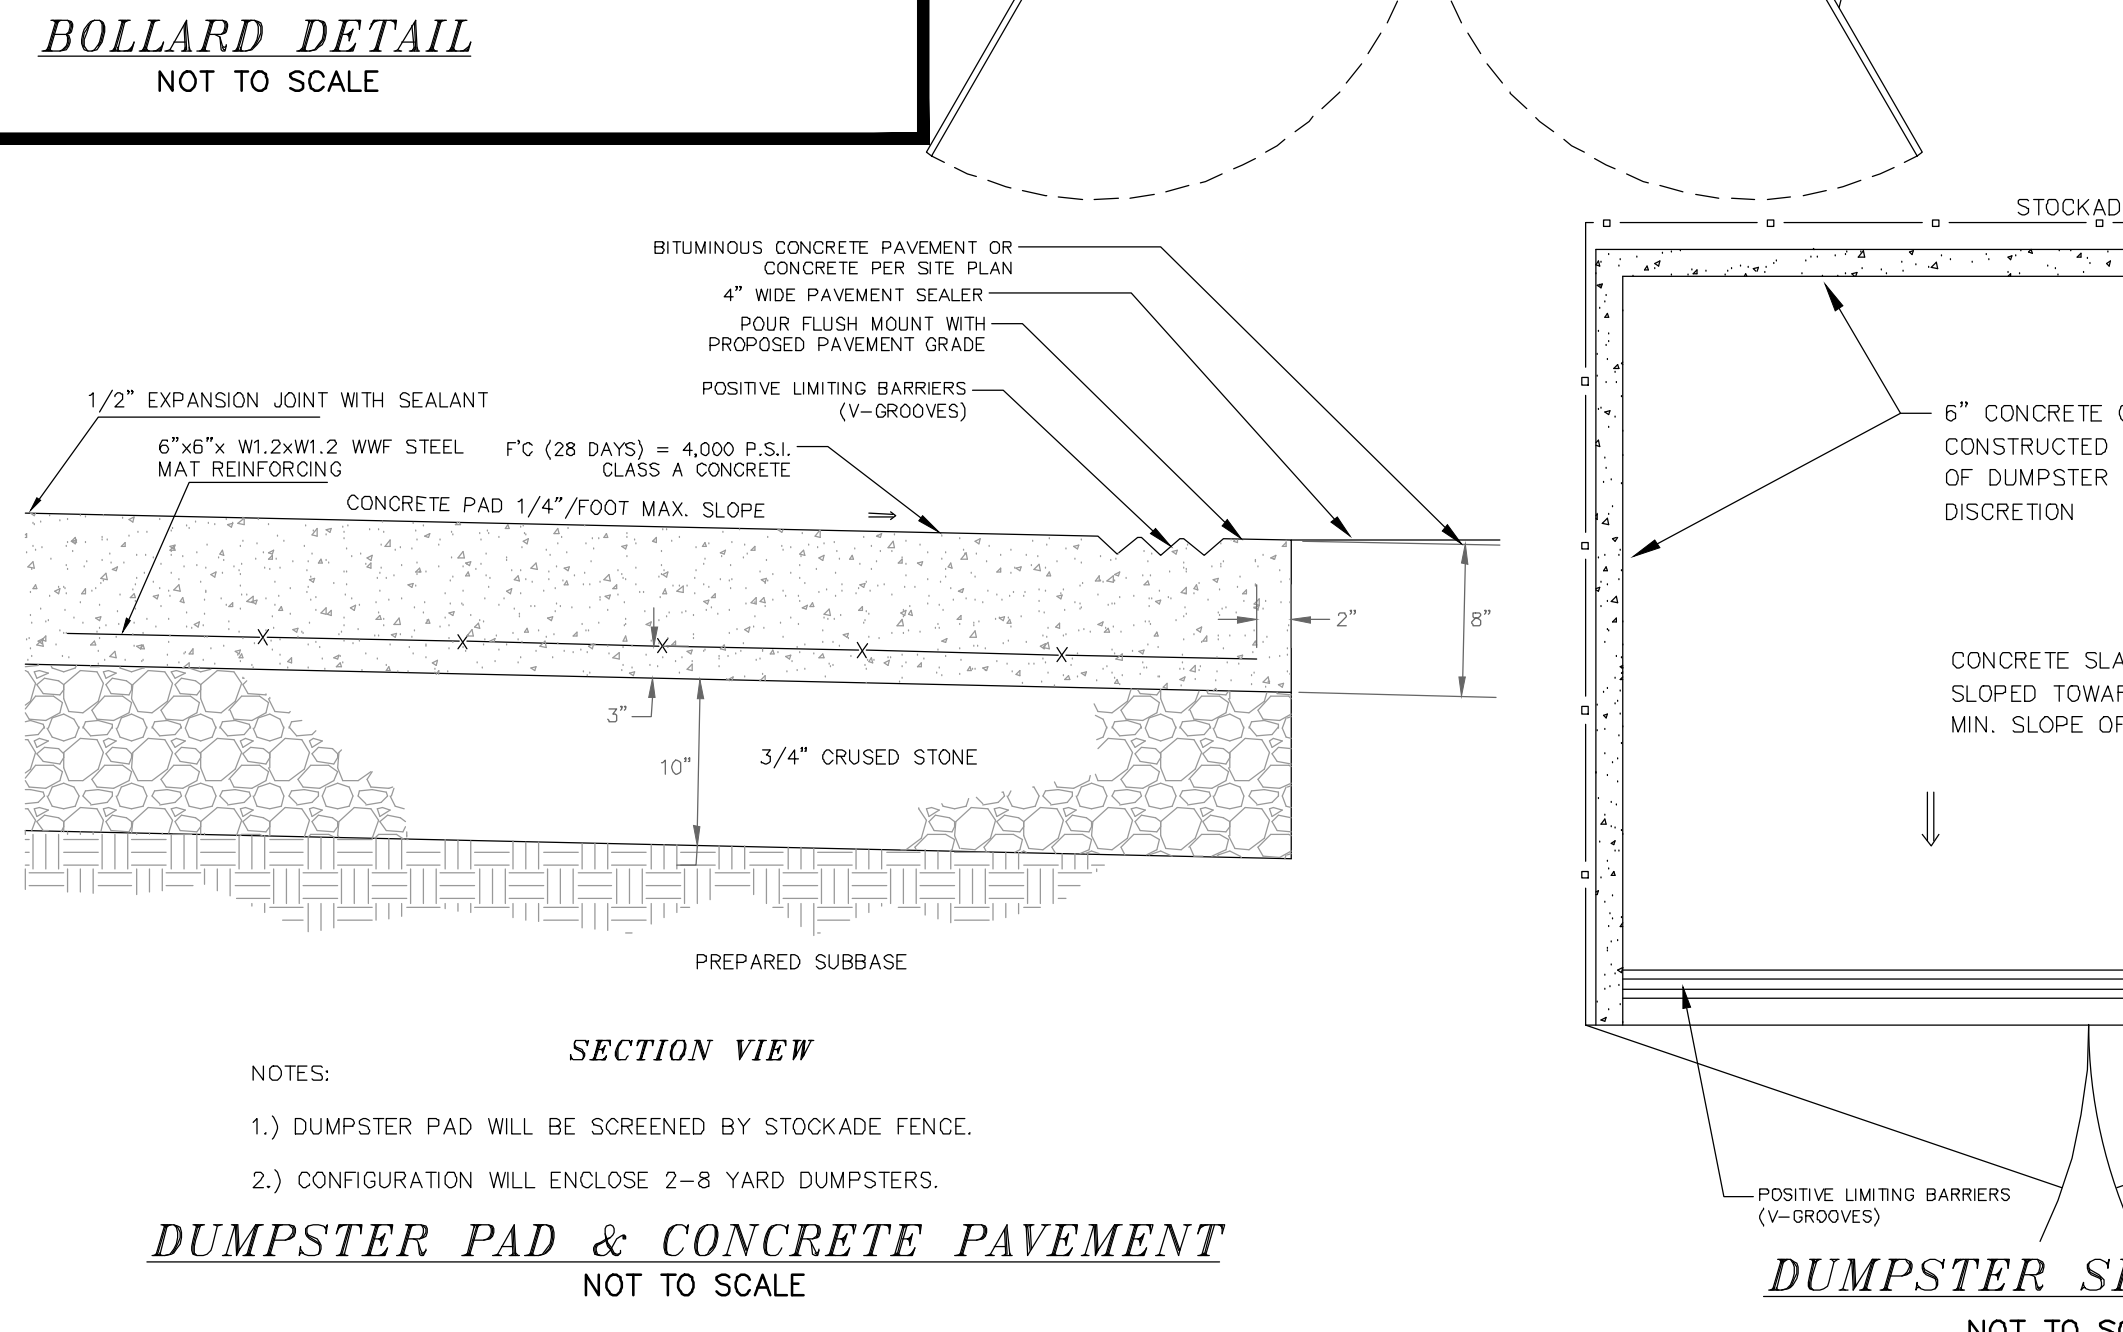 BOLLARD DETAIL
NOT TO SCALE
BITUMINOUS CONCRETE PAVEMENT OR
CONCRETE PER SITE PLAN
4” WIDE PAVEMENT SEALER
POUR FLUSH MOUNT WITH
PROPOSED PAVEMENT GRADE
POSITIVE LIMITING BARRIERS
(V-GROOVES)
1/2” EXPANSION JOINT WITH SEALANT
6”x6”x W1.2xW1.2 WWF STEEL
MAT REINFORCING
F'C (28 DAYS) = 4,000 P.S.I.
CLASS A CONCRETE
CONCRETE PAD 1/4”/FOOT MAX. SLOPE
2”
8”
3”
10”
3/4” CRUSED STONE
PREPARED SUBBASE
SECTION VIEW
NOTES:
1.) DUMPSTER PAD WILL BE SCREENED BY STOCKADE FENCE.
2.) CONFIGURATION WILL ENCLOSE 2-8 YARD DUMPSTERS.
DUMPSTER PAD & CONCRETE PAVEMENT
NOT TO SCALE
6” CONCRETE
CONSTRUCTED
OF DUMPSTER
DISCRETION
CONCRETE
SLOPED
MIN. SLOPE
POSITIVE LIMITING BARRIERS
(V-GROOVES)
DUMPSTER
NOT TO